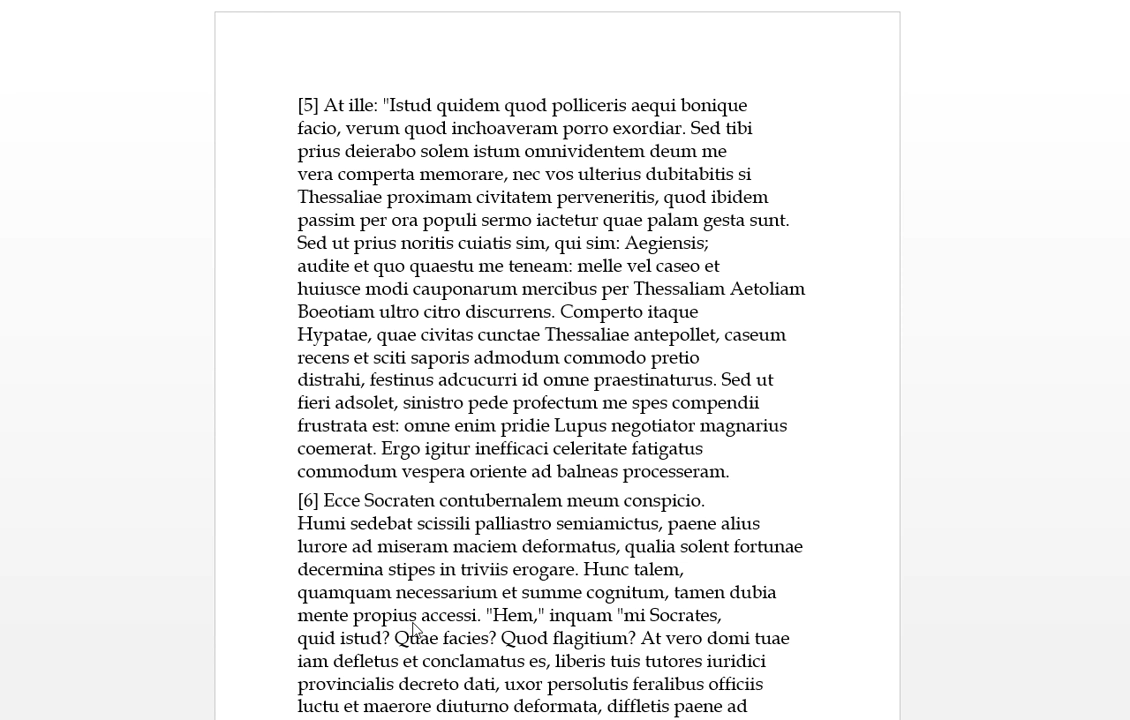 [5] At ille: "Istud quidem quod polliceris aequi bonique
facio, verum quod inchoaveram porro exordiar. Sed tibi
prius deierabo solem istum omnividentem deum me
vera comperta memorare, nec vos ulterius dubitabitis si
Thessaliae proximam civitatem perveneritis, quod ibidem
passim per ora populi sermo iactetur quae palam gesta sunt.
Sed ut prius noritis cuiatis sim, qui sim: Aegiensis;
audite et quo quaestu me teneam: melle vel caseo et
huiusce modi cauponarum mercibus per Thessaliam Aetoliam
Boeotiam ultro citro discurrens. Comperto itaque
Hypatae, quae civitas cunctae Thessaliae antepollet, caseum
recens et sciti saporis admodum commodo pretio
distrahi, festinus adcucurri id omne praestinaturus. Sed ut
fieri adsolet, sinistro pede profectum me spes compendii
frustrata est: omne enim pridie Lupus negotiator magnarius
coemerat. Ergo igitur inefficaci celeritate fatigatus
commodum vespera oriente ad balneas processeram.
[6] Ecce Socraten contubernalem meum conspicio.
Humi sedebat scissili palliastro semiamictus, paene alius
lurore ad miseram maciem deformatus, qualia solent fortunae
decermina stipes in triviis erogare. Hunc talem,
quamquam necessarium et summe cognitum, tamen dubia
mente propius accessi. "Hem," inquam "mi Socrates,
quid istud? Quae facies? Quod flagitium? At vero domi tuae
iam defletus et conclamatus es, liberis tuis tutores iuridici
provincialis decreto dati, uxor persolutis feralibus officiis
luctu et maerore diuturno deformata, diffletis paene ad